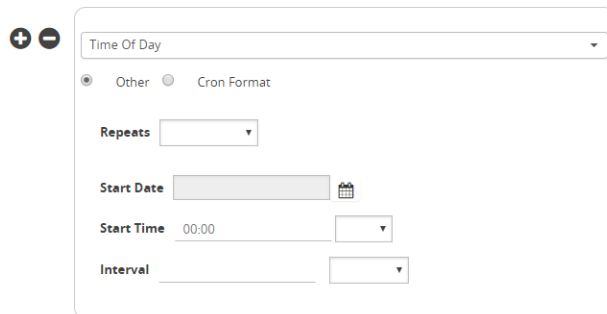 Time Of Day
Other Cron Format
Repeats
Start Date
Start Time 00:00
Interval